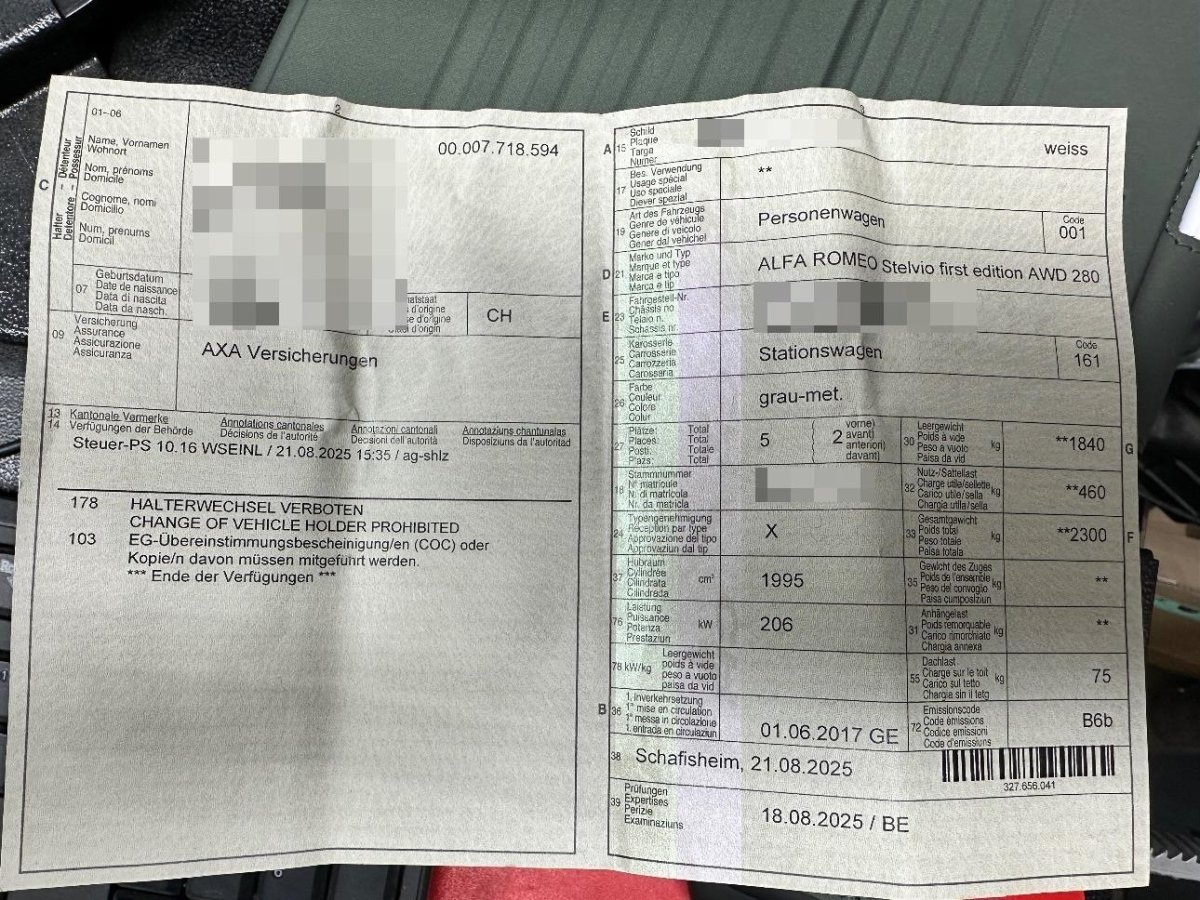 01-06
2
Halter
Detenteur - Possessur
Detentore -
C
Name, Vornamen
Wohnort
Nom, prénoms
Domicile
Cognome, nomi
Domicilio
Num, prenums
Domicil
00.007.718.594
07
Geburtsdatum
Date de naissance
Data di nascita
Data da nasch.
CH
09
Versicherung
Assurance
Assicurazione
Assicuranza
AXA Versicherungen
13 Kantonale Vermerke Annotations cantonales Annotazioni cantonali Annotaziuns chantunalas
14 Verfügungen der Behörde Décisions de l'autorité Decisioni dell'autorità Disposiziuns da l'autoritad
Steuer-PS 10.16 WSEINL / 21.08.2025 15:35 / ag-shlz
178 HALTERWECHSEL VERBOTEN
CHANGE OF VEHICLE HOLDER PROHIBITED
103 EG-Übereinstimmungsbescheinigung/en (COC) oder
Kopie/n davon müssen mitgeführt werden.
*** Ende der Verfügungen ***
3
A 15
Schild
Plaque
Targa
Numer
weiss
17
Bes. Verwendung
Usage spécial
Uso speciale
Diever spezial
**
19
Art des Fahrzeugs
Genre de véhicule
Genere di veicolo
Gener dal vehichel
Personenwagen
Code
001
D 21
Marke und Typ
Marque et type
Marca e tipo
Marca e tip
ALFA ROMEO Stelvio first edition AWD 280
E 23
Fahrgestell-Nr.
Châssis no
Telaio n.
Schassis nr.
25
Karosserie
Carrosserie
Carrozzeria
Carossaria
Stationswagen
Code
161
26
Farbe
Couleur
Colore
Colur
grau-met.
27
Plätze: Total
Places: Total
Posti: Totale
Plazs: Total
5
2
vorne)
avant)
anteriori)
davant)
30
Leergewicht
Poids à vide
Peso a vuoto
Paisa da vid
kg
**1840
G
18
Stammnummer
N° matricule
N. di matricola
Nr. da matricla
32
Nutz-/Sattellast
Charge utile/sellette
Carico utile/sella
Chargia utila/sella
kg
**460
24
Typengenehmigung
Réception par type
Approvazione del tipo
Approvaziun dal tip
X
33
Gesamtgewicht
Poids total
Peso totale
Paisa totala
kg
**2300
F
37
Hubraum
Cylindrée
Cilindrata
Cilindrada
cm³
1995
35
Gewicht des Zuges
Poids de l'ensemble
Peso del convoglio
Paisa cumposiziun
kg
**
76
Leistung
Puissance
Potenza
Prestaziun
kW
206
31
Anhängelast
Poids remorquable
Carico rimorchiato
Chargia annexa
kg
**
78 kW/kg
Leergewicht
poids à vide
peso a vuoto
paisa da vid
55
Dachlast
Charge sur le toit
Carico sul tetto
Chargia sin il tetg
kg
75
B 36
1. Inverkehrsetzung
1re mise en circulation
1a messa in circolazione
1. entrada en circulaziun
01.06.2017 GE
72
Emissionscode
Code émissions
Codice emissioni
Code d'emissiuns
B6b
38
Schafisheim, 21.08.2025
327.656.041
39
Prüfungen
Expertises
Perizie
Examinaziuns
18.08.2025 / BE